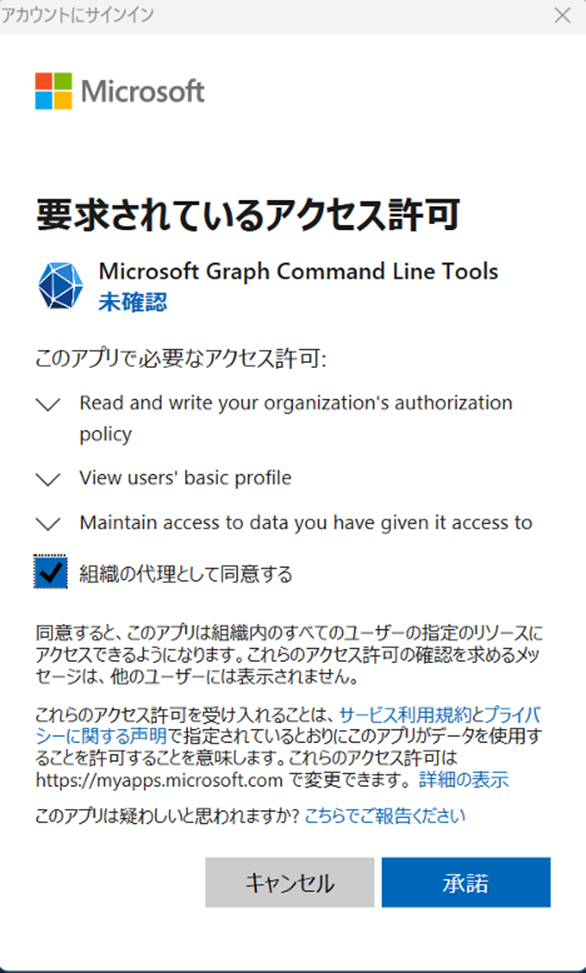 アカウントにサインイン
Microsoft
要求されているアクセス許可
Microsoft Graph Command Line Tools
未確認
このアプリで必要なアクセス許可:
Read and write your organization's authorization
policy
View users' basic profile
Maintain access to data you have given it access to
組織の代理として同意する
同意すると、このアプリは組織内のすべてのユーザーの指定のリソースに
アクセスできるようになります。これらのアクセス許可の確認を求めるメッ
セージは、他のユーザーには表示されません。
これらのアクセス許可を受け入れることは、サービス利用規約とプライバ
シーに関する声明で指定されているとおりにこのアプリがデータを使用す
ることを許可することを意味します。これらのアクセス許可は
https://myapps.microsoft.com で変更できます。詳細の表示
このアプリは疑わしいと思われますか? こちらでご報告ください
キャンセル
承諾